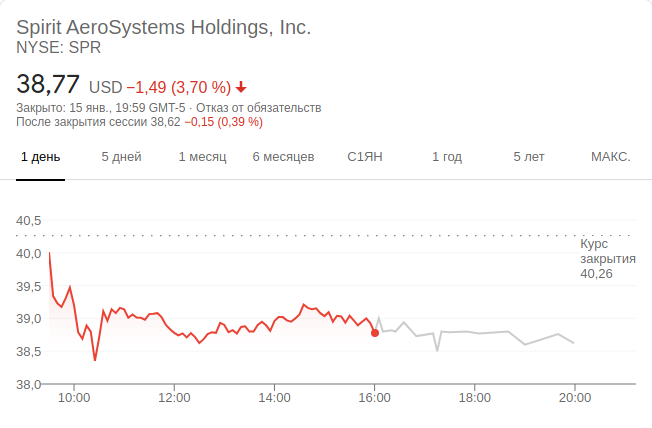 Spirit AeroSystems Holdings, Inc.
NYSE: SPR
38,77 USD −1,49 (3,70 %)
Закрыто: 15 янв., 19:59 GMT-5 · Отказ от обязательств
После закрытия сессии 38,62 −0,15 (0,39 %)
1 день 5 дней 1 месяц 6 месяцев С1ЯН 1 год 5 лет МАКС.
40,5
Курс
закрытия
40,26
40,0
39,5
39,0
38,5
38,0
10:00 12:00 14:00 16:00 18:00 20:00